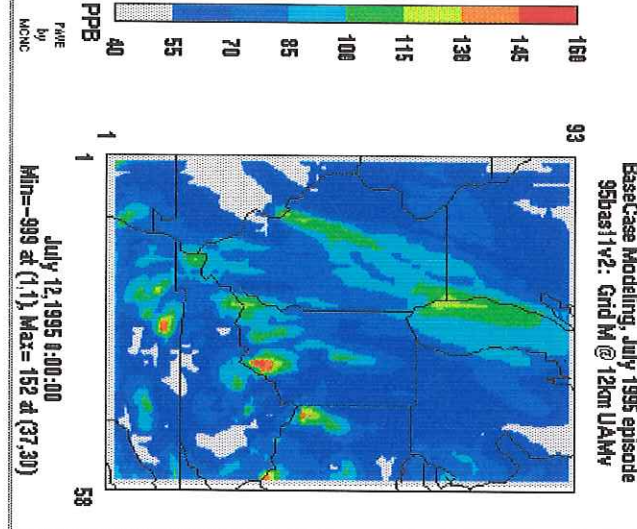 BaseCase Modeling, July 1995 episode
95bas11v2: Grid M @ 12km UAMv
160
145
130
115
100
85
70
55
40
PPB
PAVE
by
MCNC
93
1
1
58
July 12,1995 0:00:00
Min=-999 at (1,1), Max= 152 at (37,30)